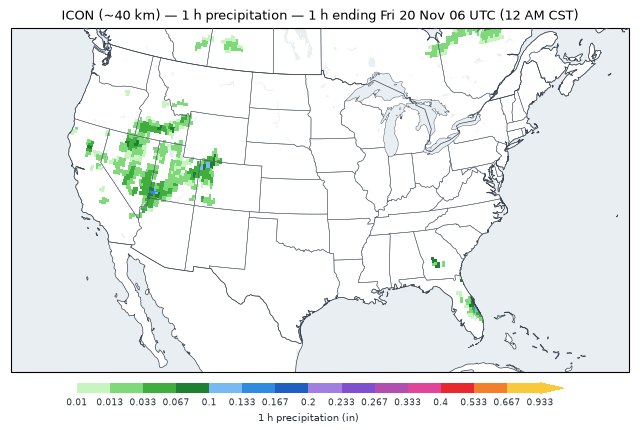 ICON (~40 km) — 1 h precipitation — 1 h ending Fri 20 Nov 06 UTC (12 AM CST)
0.01 0.013 0.033 0.067 0.1 0.133 0.167 0.2 0.233 0.267 0.333 0.4 0.533 0.667 0.933
1 h precipitation (in)